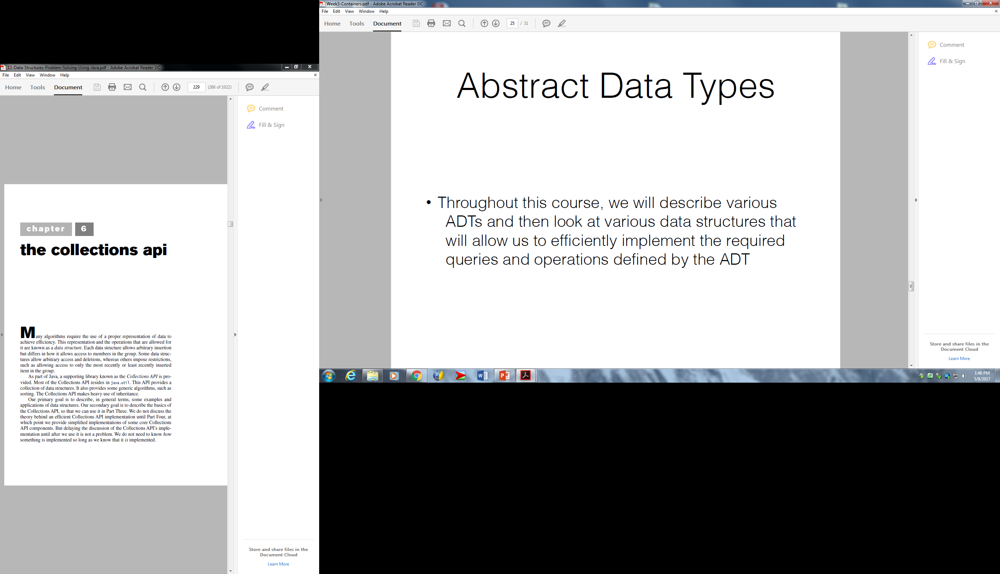 11-Data-Structures-Problem-Solving-Using-Java.pdf - Adobe Acrobat Reader DC
File Edit View Window Help
Home Tools Document 229 (266 of 1022)
Comment
Fill & Sign
chapter 6
the collections api
Many algorithms require the use of a proper representation of data to
achieve efficiency. This representation and the operations that are allowed for
it are known as a data structure. Each data structure allows arbitrary insertion
but differs in how it allows access to members in the group. Some data struc-
tures allow arbitrary access and deletions, whereas others impose restrictions,
such as allowing access to only the most recently or least recently inserted
item in the group.
As part of Java, a supporting library known as the Collections API is pro-
vided. Most of the Collections API resides in java.util. This API provides a
collection of data structures. It also provides some generic algorithms, such as
sorting. The Collections API makes heavy use of inheritance.
Our primary goal is to describe, in general terms, some examples and
applications of data structures. Our secondary goal is to describe the basics of
the Collections API, so that we can use it in Part Three. We do not discuss the
theory behind an efficient Collections API implementation until Part Four, at
which point we provide simplified implementations of some core Collections
API components. But delaying the discussion of the Collections API's imple-
mentation until after we use it is not a problem. We do not need to know how
something is implemented so long as we know that it is implemented.
Store and share files in the
Document Cloud
Learn More
Week3-Containers.pdf - Adobe Acrobat Reader DC
File Edit View Window Help
Home Tools Document 25 / 31
Comment
Fill & Sign
Abstract Data Types
• Throughout this course, we will describe various
ADTs and then look at various data structures that
will allow us to efficiently implement the required
queries and operations defined by the ADT
Store and share files in the
Document Cloud
Learn More
1:46 PM
5/9/2017